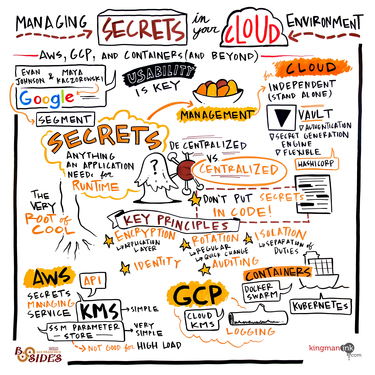 MANAGING SECRETS in your CLOUD ENVIRONMENT
AWS, GCP, AND CONTAINERS (AND BEYOND)
EVAN JOHNSON & MAYA KACZOROWSKI
Google
SEGMENT
USABILITY
IS KEY
MANAGEMENT
CLOUD
INDEPENDENT
(STAND ALONE)
VAULT
AUTHENTICATION
SECRET GENERATION
ENGINE
FLEXIBLE
HASHICORP
SECRETS
ANYTHING
AN APPLICATION
NEEDS for
RUNTIME
?
DECENTRALIZED
VS.
CENTRALIZED
DON'T PUT SECRETS
IN CODE!
THE
VERY
ROOT of
COOL
KEY PRINCIPLES
ENCRYPTION
APPLICATION
LAYER
ROTATION
REGULAR
QUICK CHANGE
ISOLATION
SEPARATION of
DUTIES
IDENTITY
AUDITING
AWS
SECRETS
MANAGING
SERVICE
API
KMS
SIMPLE
SSM PARAMETER
STORE
VERY
SIMPLE
NOT GOOD for HIGH LOAD
GCP
CLOUD
KMS
LOGGING
CONTAINERS
DOCKER
SWARM
KUBERNETES
BSIDES
kingmanink
.com